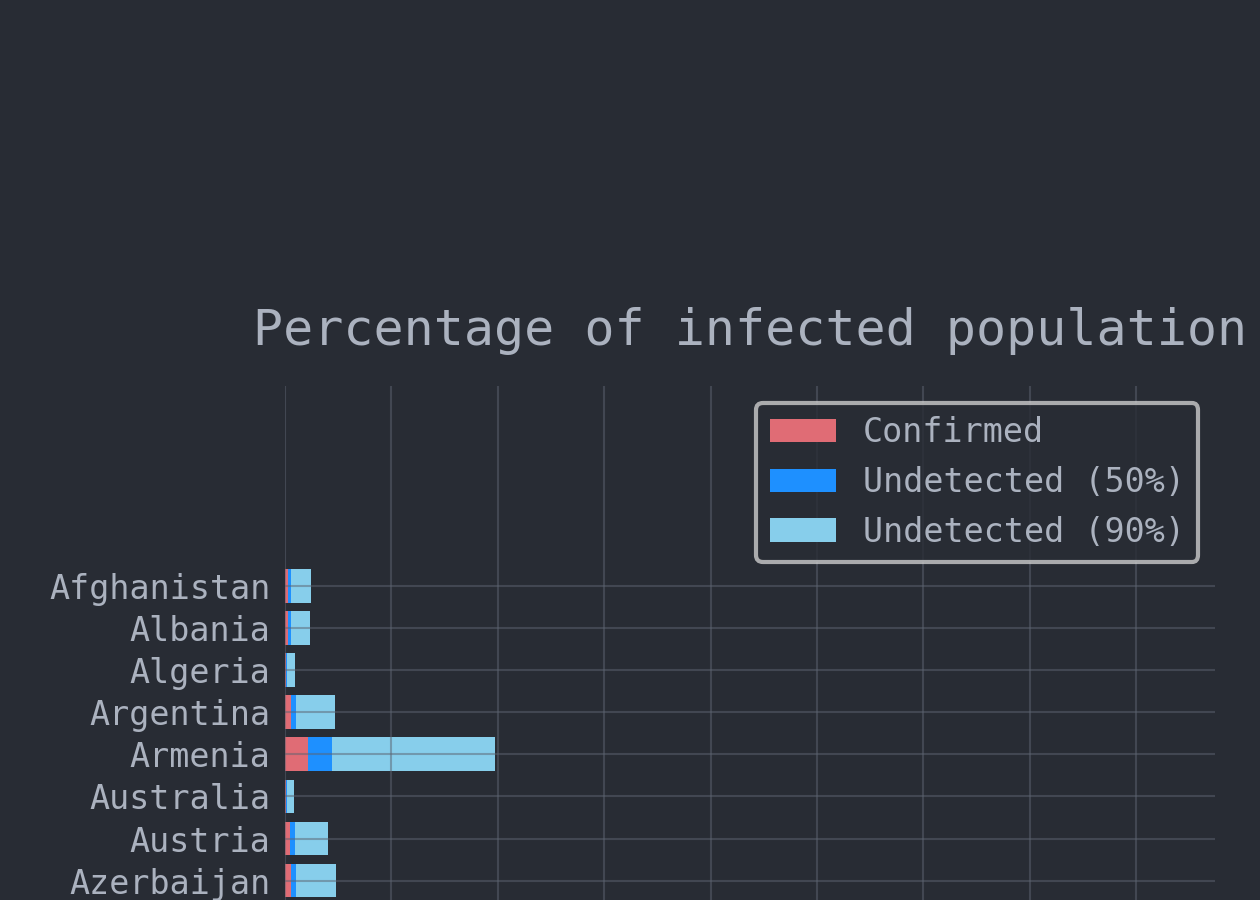 Percentage of infected population
Confirmed
Undetected (50%)
Undetected (90%)
Afghanistan
Albania
Algeria
Argentina
Armenia
Australia
Austria
Azerbaijan